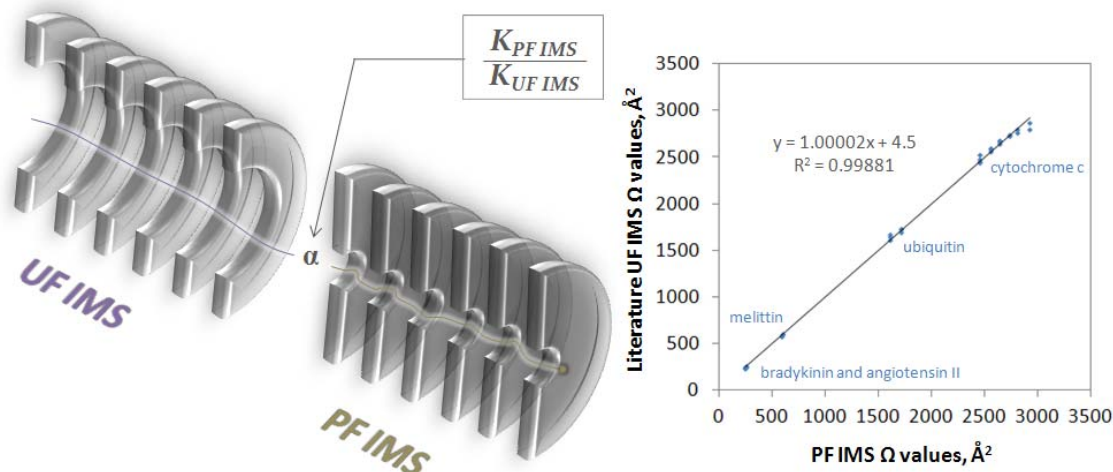 K_PF IMS
K_UF IMS
α
UF IMS
PF IMS
Literature UF IMS Ω values, Å²
3500
3000
2500
2000
1500
1000
500
0
y = 1.00002x + 4.5
R² = 0.99881
cytochrome c
ubiquitin
melittin
bradykinin and angiotensin II
0 500 1000 1500 2000 2500 3000 3500
PF IMS Ω values, Å²